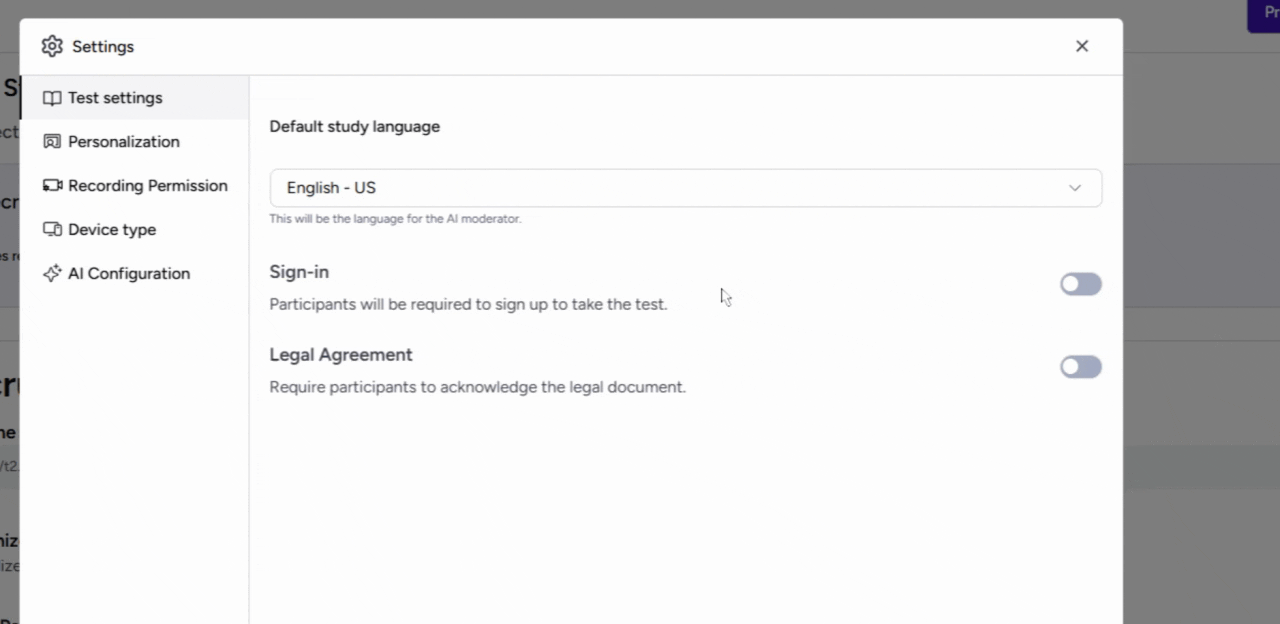 Settings
Test settings
Personalization
Recording Permission
Device type
AI Configuration
Default study language
English - US
This will be the language for the AI moderator.
Sign-in
Participants will be required to sign up to take the test.
Legal Agreement
Require participants to acknowledge the legal document.